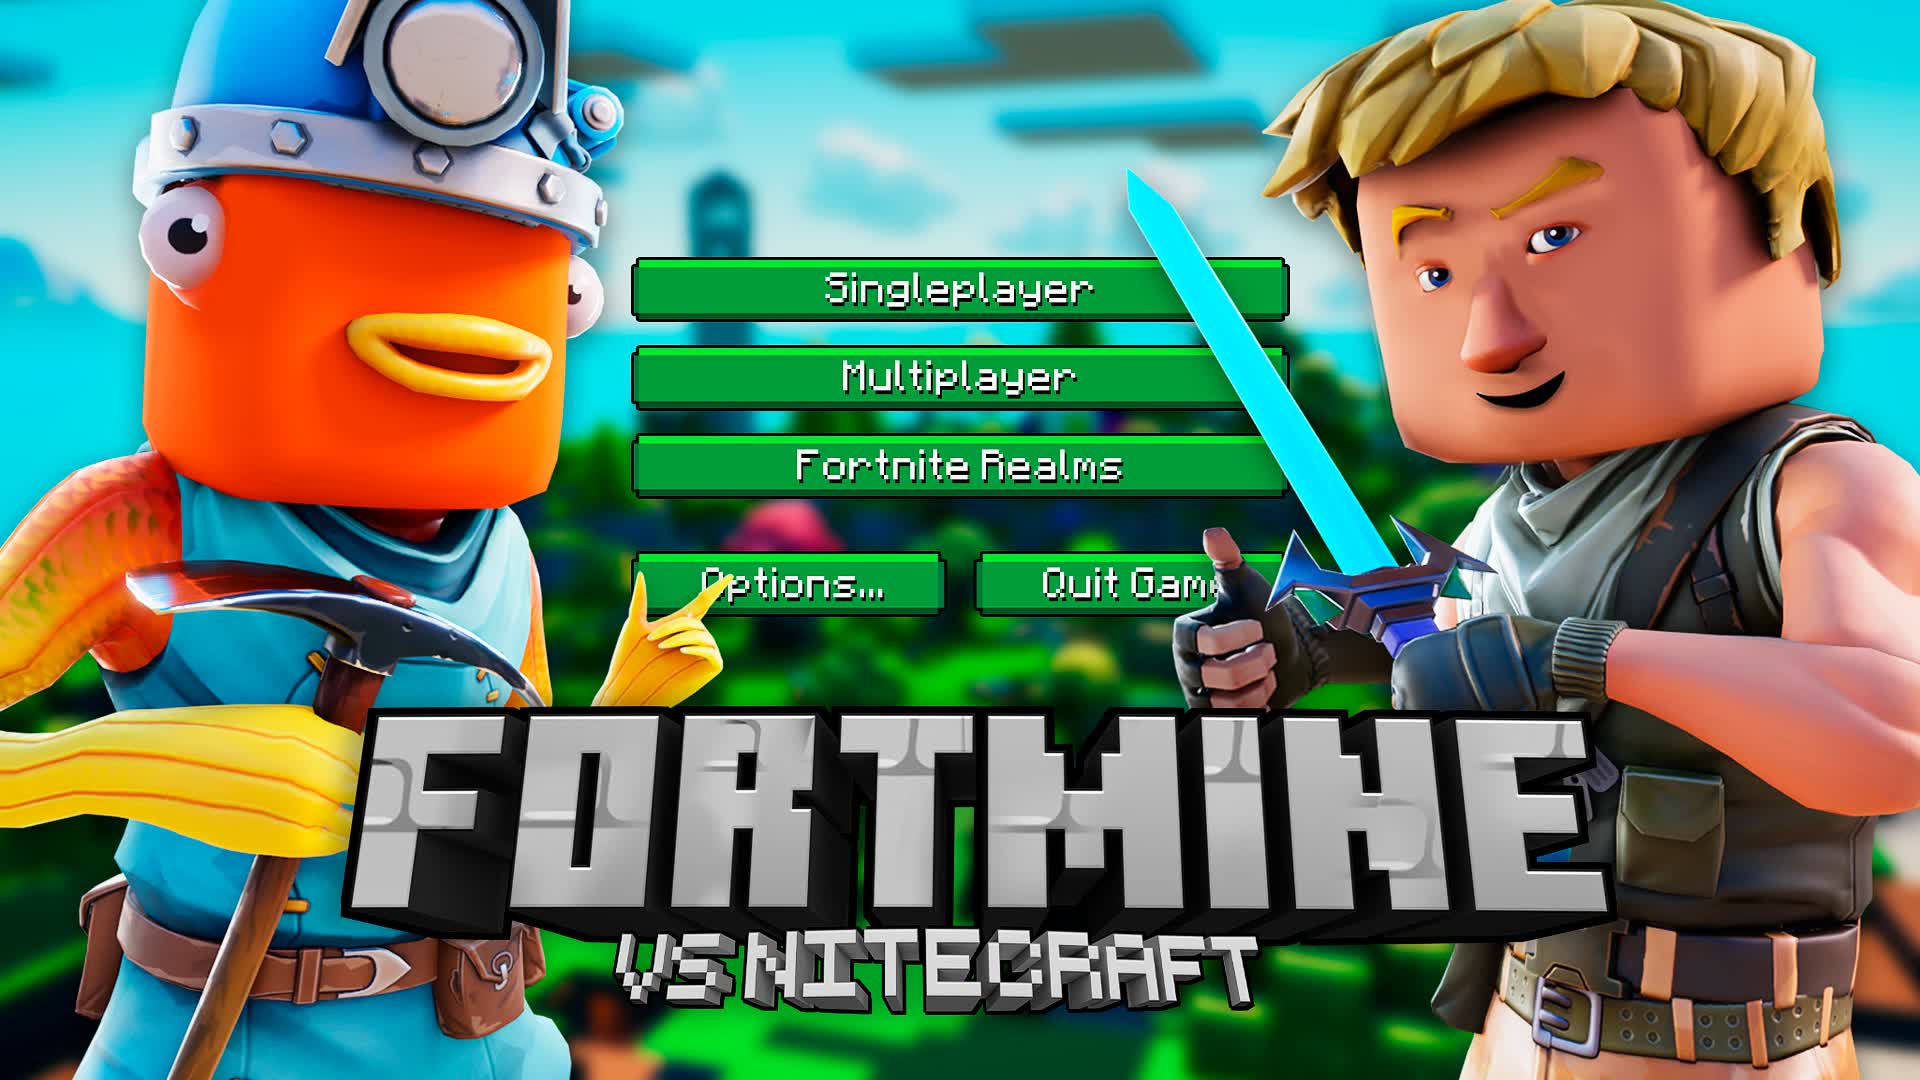 Singleplayer
Multiplayer
Fortnite Realms
Options...
Quit Game
FORTMINE
VS NITECRAFT